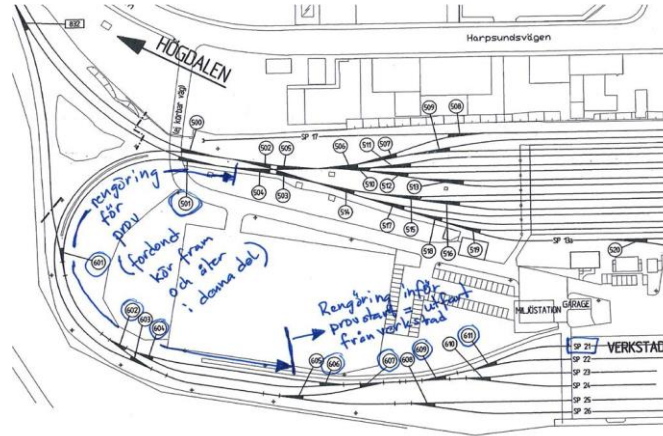 832
HÖGDALEN
Harpsundsvägen
(ej körbar väg)
500
SP 17
502
505
506
511
507
509
508
504
503
510
512
513
501
514
517
515
518
516
519
SP 13a
520
rengöring
för
prov
(fordonet
kör fram
och åter
i denna del)
601
602
603
604
Rengöring inför
provstart = utfart
från verkstad
MILJÖSTATION
GARAGE
605
606
607
608
609
610
611
SP 21
VERKSTAD
SP 22
SP 23
SP 24
SP 25
SP 26